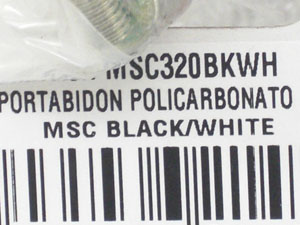 MSC320BKWH
PORTABIDON POLICARBONATO
MSC BLACK/WHITE